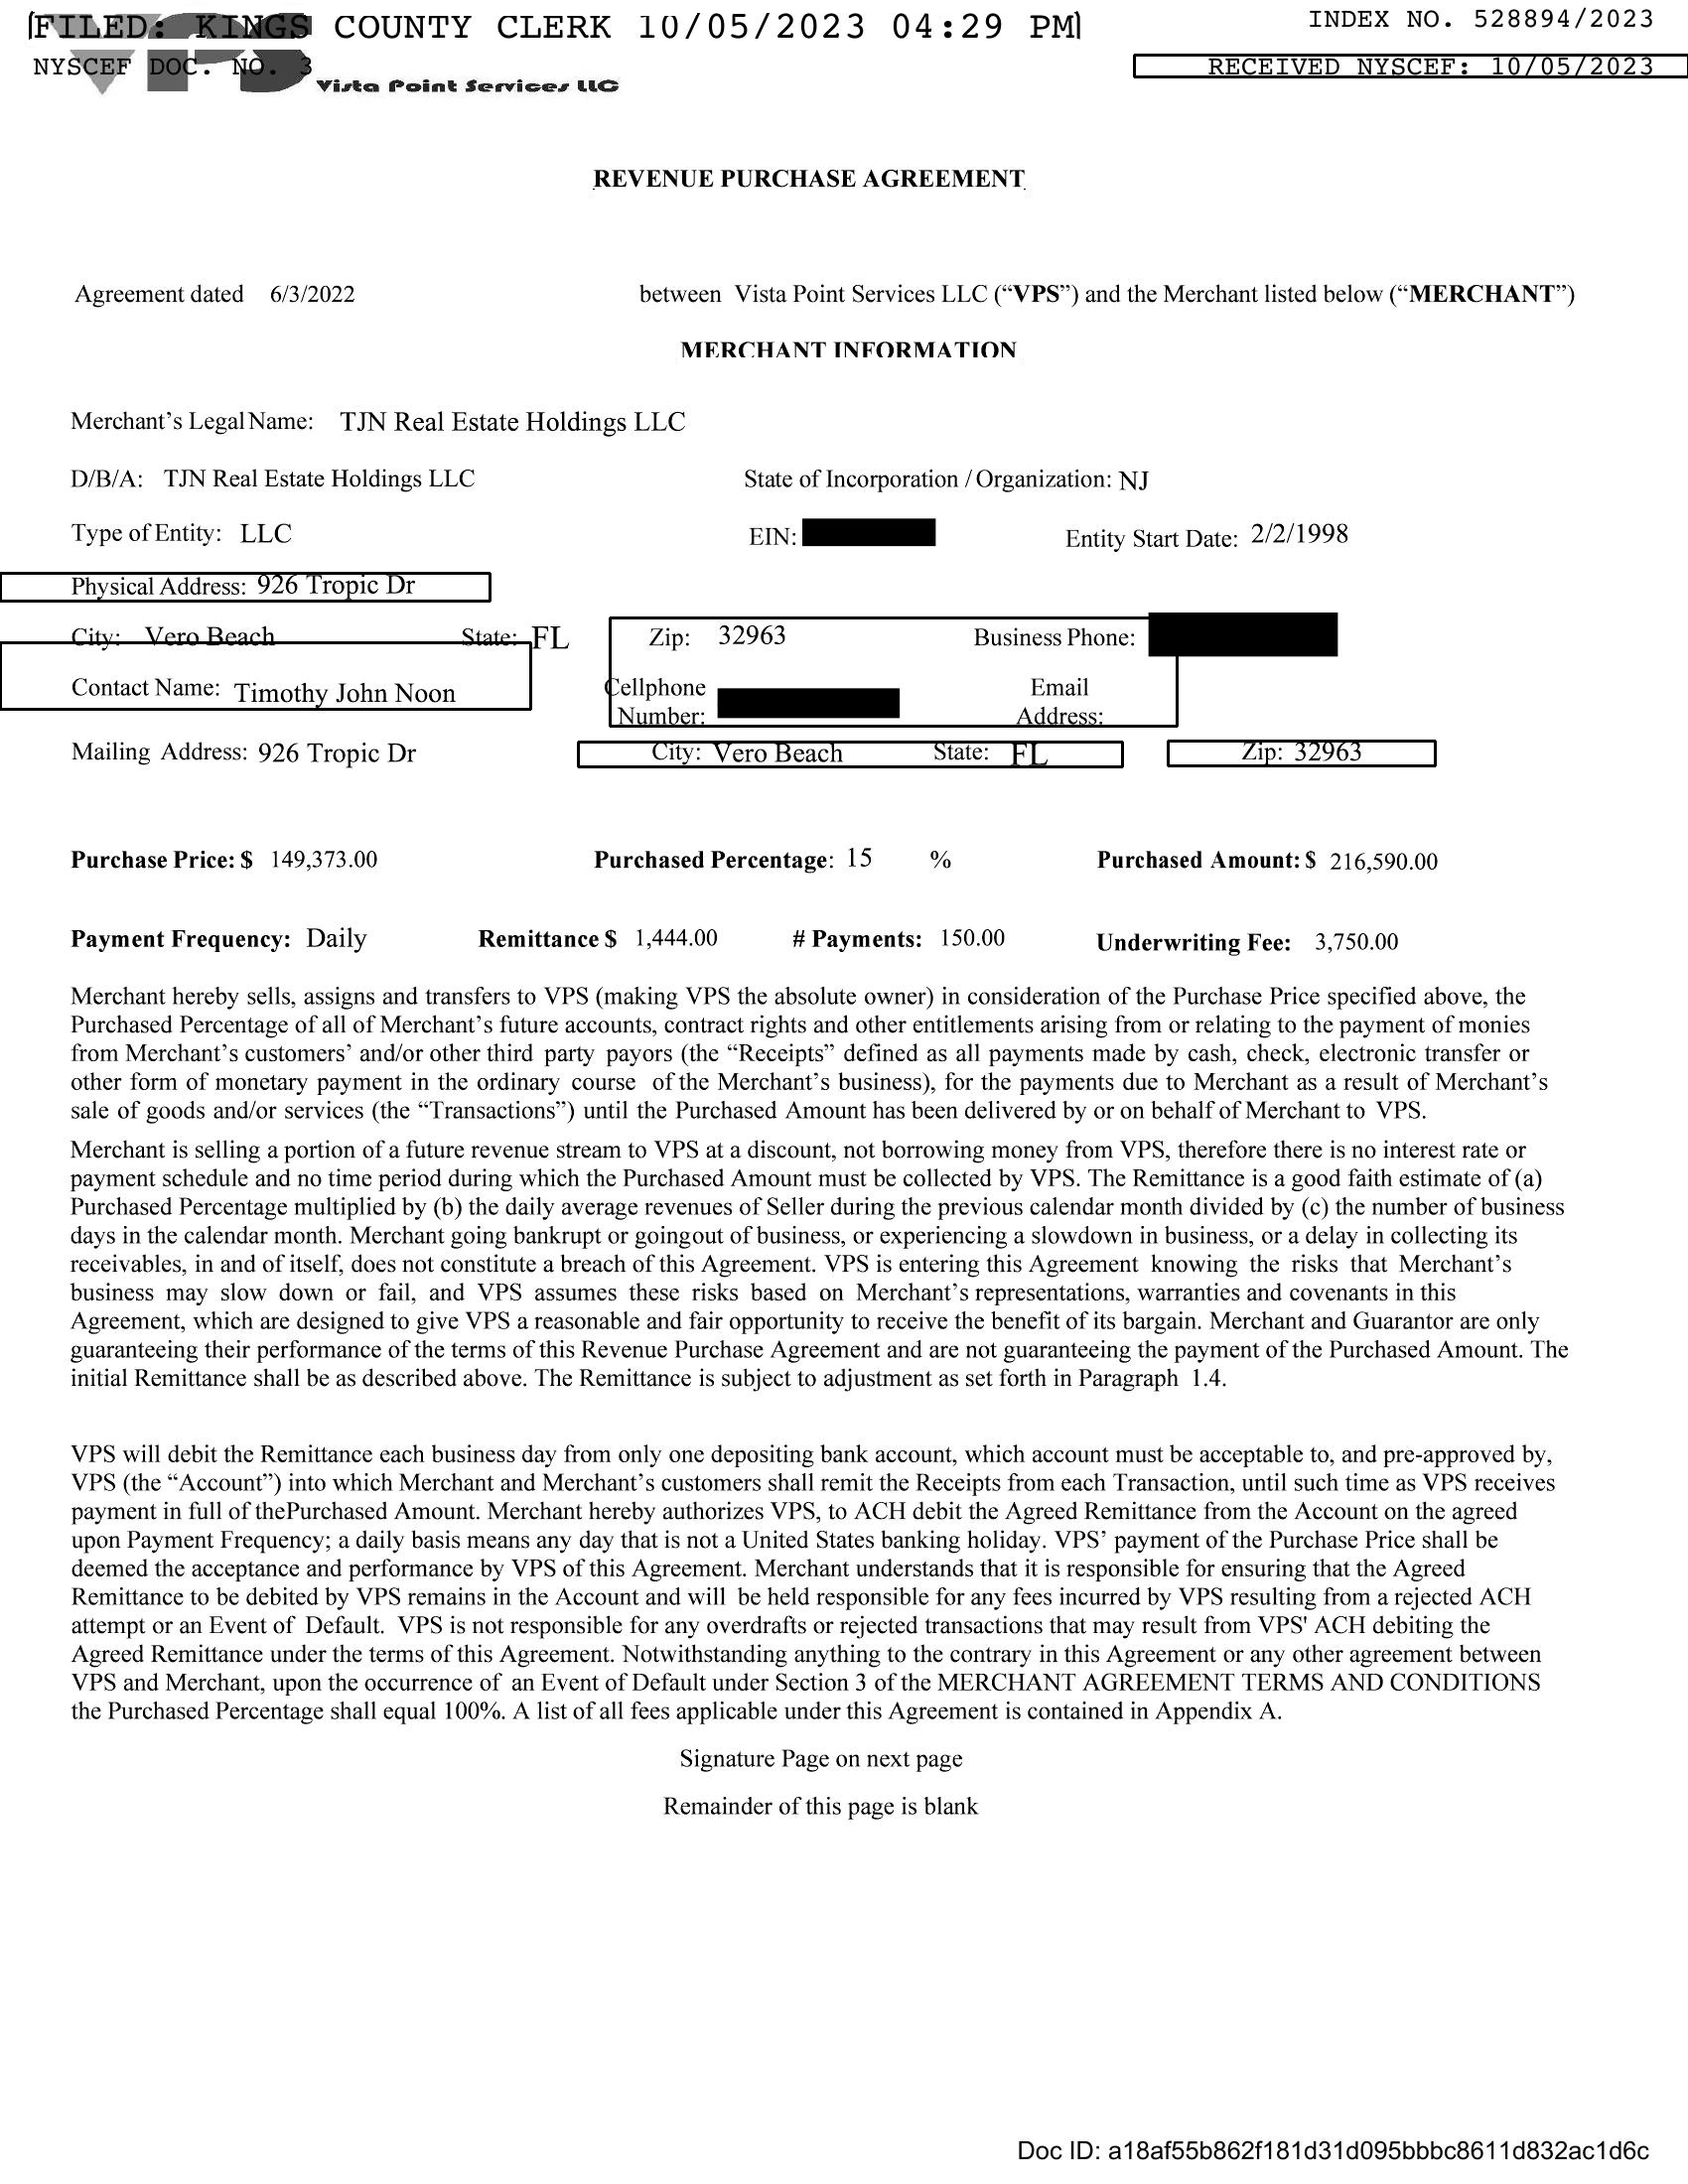 FILED: KINGS COUNTY CLERK 10/05/2023 04:29 PM
INDEX NO. 528894/2023
NYSCEF DOC. NO. 3
RECEIVED NYSCEF: 10/05/2023
VPS
Vista Point Services LLC
REVENUE PURCHASE AGREEMENT
Agreement dated 6/3/2022 between Vista Point Services LLC (“VPS”) and the Merchant listed below (“MERCHANT”)
MERCHANT INFORMATION
Merchant’s Legal Name: TJN Real Estate Holdings LLC
D/B/A: TJN Real Estate Holdings LLC State of Incorporation / Organization: NJ
Type of Entity: LLC EIN: Entity Start Date: 2/2/1998
Physical Address: 926 Tropic Dr
City: Vero Beach State: FL Zip: 32963 Business Phone:
Contact Name: Timothy John Noon Cellphone Number: Email Address:
Mailing Address: 926 Tropic Dr City: Vero Beach State: FL Zip: 32963
Purchase Price: $ 149,373.00 Purchased Percentage: 15 % Purchased Amount: $ 216,590.00
Payment Frequency: Daily Remittance $ 1,444.00 # Payments: 150.00 Underwriting Fee: 3,750.00
Merchant hereby sells, assigns and transfers to VPS (making VPS the absolute owner) in consideration of the Purchase Price specified above, the
Purchased Percentage of all of Merchant’s future accounts, contract rights and other entitlements arising from or relating to the payment of monies
from Merchant’s customers’ and/or other third party payors (the “Receipts” defined as all payments made by cash, check, electronic transfer or
other form of monetary payment in the ordinary course of the Merchant’s business), for the payments due to Merchant as a result of Merchant’s
sale of goods and/or services (the “Transactions”) until the Purchased Amount has been delivered by or on behalf of Merchant to VPS.
Merchant is selling a portion of a future revenue stream to VPS at a discount, not borrowing money from VPS, therefore there is no interest rate or
payment schedule and no time period during which the Purchased Amount must be collected by VPS. The Remittance is a good faith estimate of (a)
Purchased Percentage multiplied by (b) the daily average revenues of Seller during the previous calendar month divided by (c) the number of business
days in the calendar month. Merchant going bankrupt or goingout of business, or experiencing a slowdown in business, or a delay in collecting its
receivables, in and of itself, does not constitute a breach of this Agreement. VPS is entering this Agreement knowing the risks that Merchant’s
business may slow down or fail, and VPS assumes these risks based on Merchant’s representations, warranties and covenants in this
Agreement, which are designed to give VPS a reasonable and fair opportunity to receive the benefit of its bargain. Merchant and Guarantor are only
guaranteeing their performance of the terms of this Revenue Purchase Agreement and are not guaranteeing the payment of the Purchased Amount. The
initial Remittance shall be as described above. The Remittance is subject to adjustment as set forth in Paragraph 1.4.
VPS will debit the Remittance each business day from only one depositing bank account, which account must be acceptable to, and pre-approved by,
VPS (the “Account”) into which Merchant and Merchant’s customers shall remit the Receipts from each Transaction, until such time as VPS receives
payment in full of thePurchased Amount. Merchant hereby authorizes VPS, to ACH debit the Agreed Remittance from the Account on the agreed
upon Payment Frequency; a daily basis means any day that is not a United States banking holiday. VPS’ payment of the Purchase Price shall be
deemed the acceptance and performance by VPS of this Agreement. Merchant understands that it is responsible for ensuring that the Agreed
Remittance to be debited by VPS remains in the Account and will be held responsible for any fees incurred by VPS resulting from a rejected ACH
attempt or an Event of Default. VPS is not responsible for any overdrafts or rejected transactions that may result from VPS' ACH debiting the
Agreed Remittance under the terms of this Agreement. Notwithstanding anything to the contrary in this Agreement or any other agreement between
VPS and Merchant, upon the occurrence of an Event of Default under Section 3 of the MERCHANT AGREEMENT TERMS AND CONDITIONS
the Purchased Percentage shall equal 100%. A list of all fees applicable under this Agreement is contained in Appendix A.
Signature Page on next page
Remainder of this page is blank
Doc ID: a18af55b862f181d31d095bbbc8611d832ac1d6c